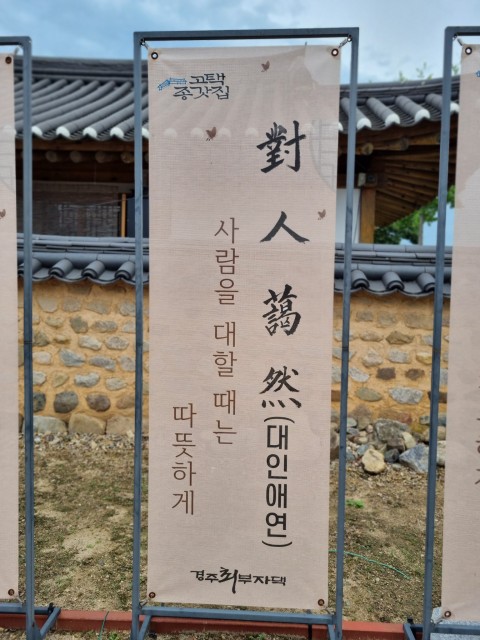 고택
종갓집
對人藹然(대인애연)
사람을 대할 때는
따뜻하게
경주최부자댁